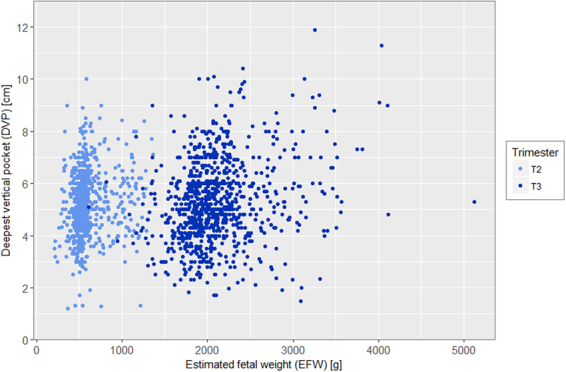 12
10
8
6
4
2
0
Deepest vertical pocket (DVP) [cm]
0 1000 2000 3000 4000 5000
Estimated fetal weight (EFW) [g]
Trimester
T2
T3